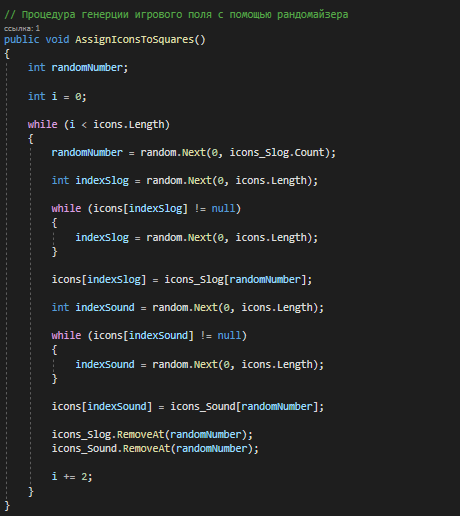 // Процедура генерции игрового поля с помощью рандомайзера
ссылка: 1
public void AssignIconsToSquares()
{
int randomNumber;
int i = 0;
while (i < icons.Length)
{
randomNumber = random.Next(0, icons_Slog.Count);
int indexSlog = random.Next(0, icons.Length);
while (icons[indexSlog] != null)
{
indexSlog = random.Next(0, icons.Length);
}
icons[indexSlog] = icons_Slog[randomNumber];
int indexSound = random.Next(0, icons.Length);
while (icons[indexSound] != null)
{
indexSound = random.Next(0, icons.Length);
}
icons[indexSound] = icons_Sound[randomNumber];
icons_Slog.RemoveAt(randomNumber);
icons_Sound.RemoveAt(randomNumber);
i += 2;
}
}